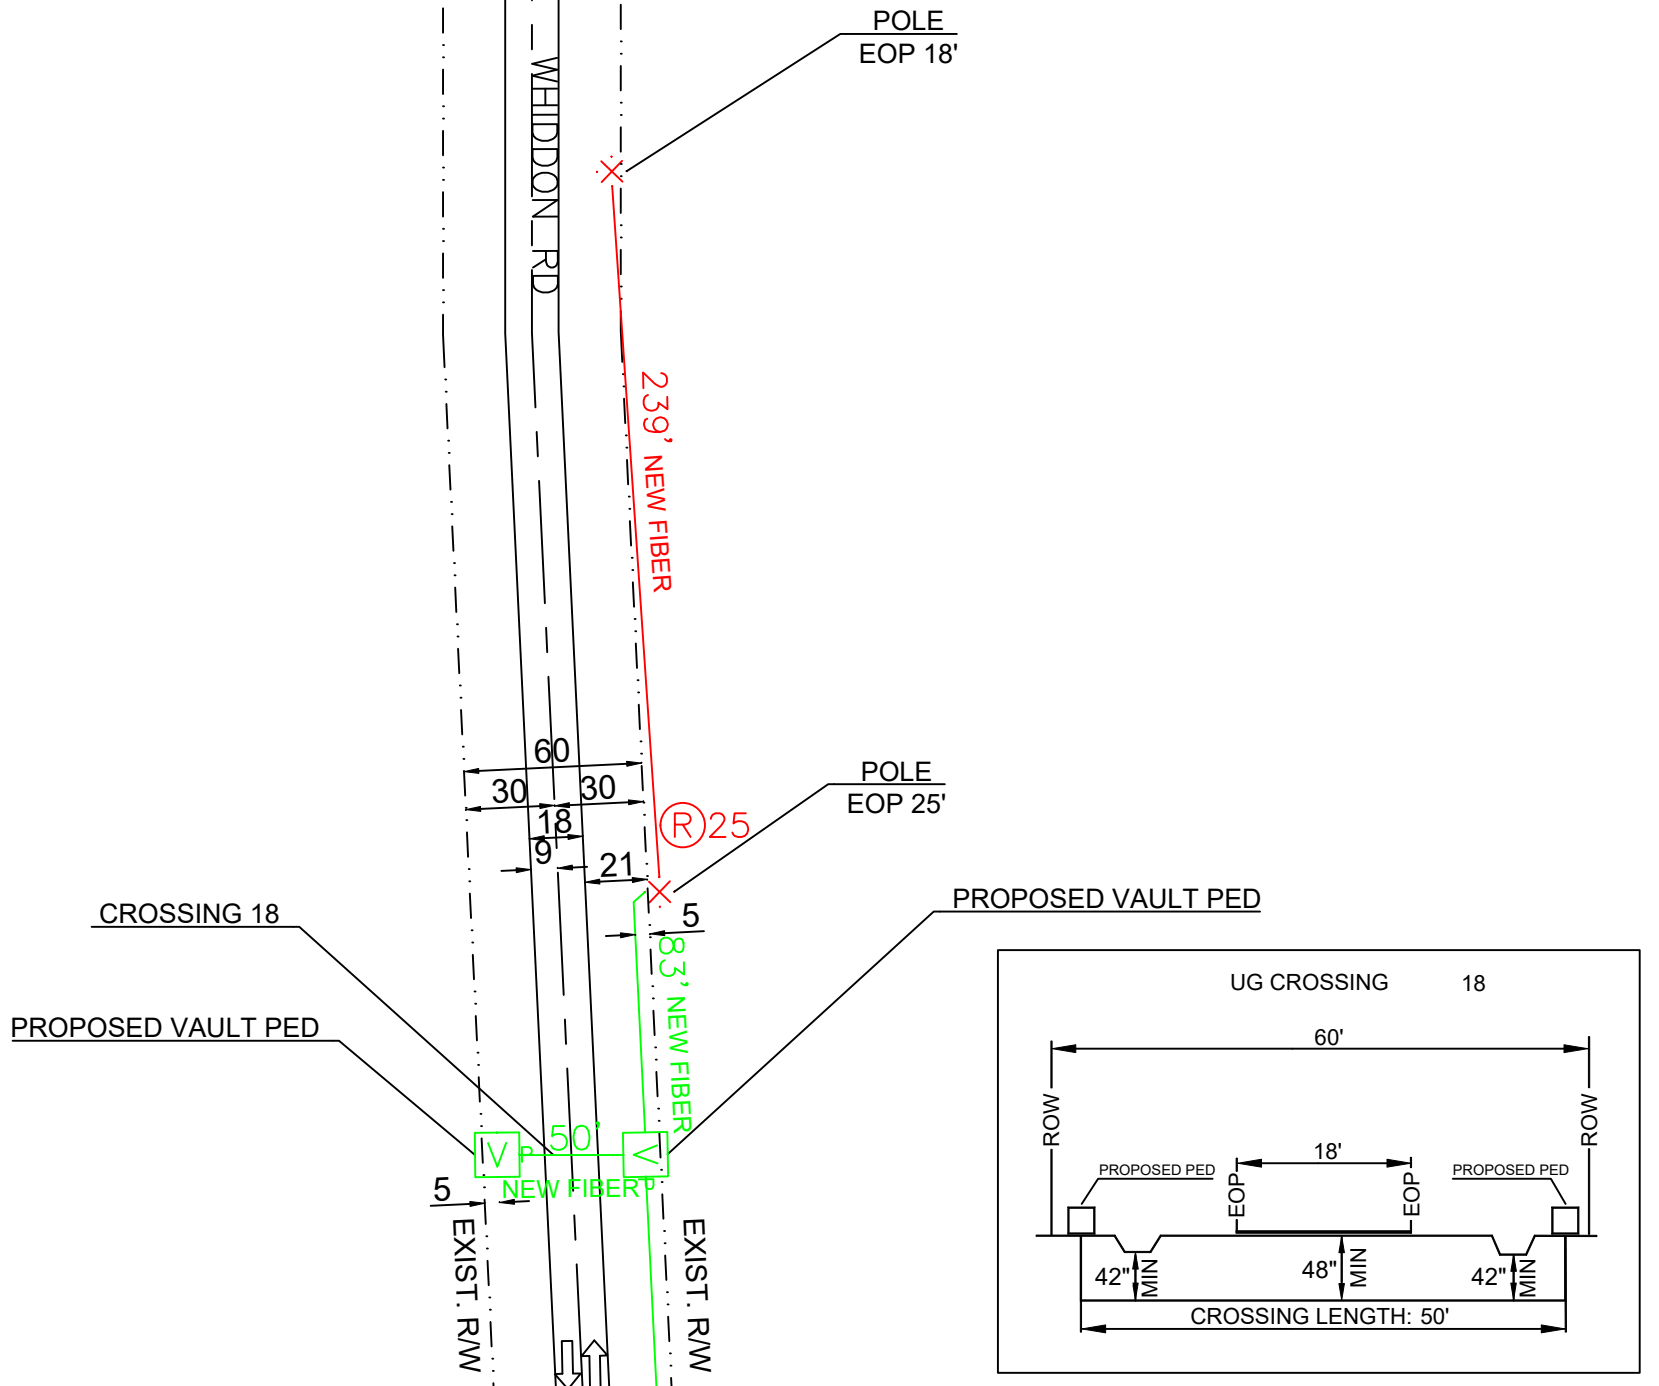 POLE
EOP 18'
WHIDDON RD
239' NEW FIBER
60
30
30
18
9
21
POLE
EOP 25'
R 25
CROSSING 18
PROPOSED VAULT PED
5
83' NEW FIBER
PROPOSED VAULT PED
V
P
50'
V
P
NEW FIBER
5
EXIST. R/W
EXIST. R/W
UG CROSSING 18
60'
ROW
ROW
18'
PROPOSED PED
PROPOSED PED
EOP
EOP
42" MIN
48" MIN
42" MIN
CROSSING LENGTH: 50'